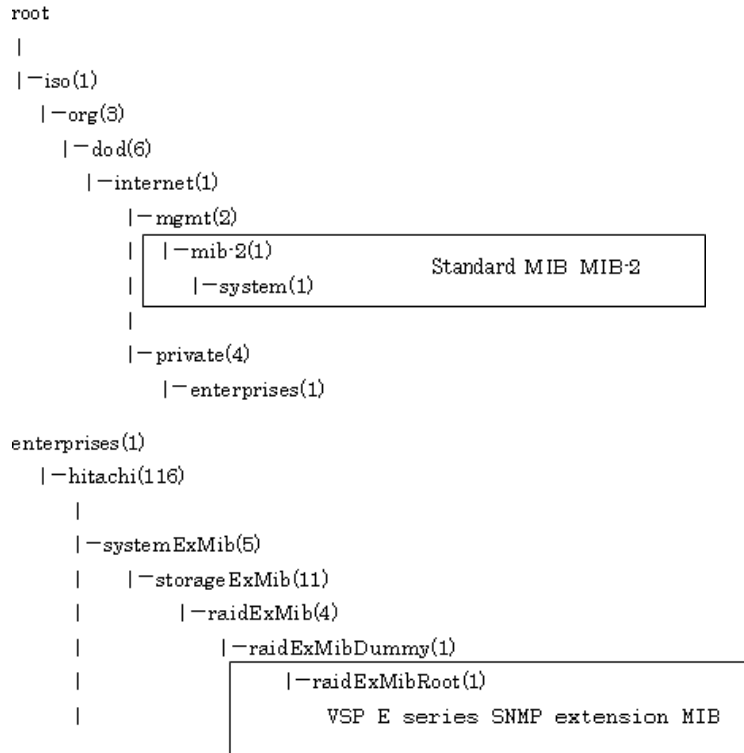 root
|
|—iso(1)
|—org(3)
|—dod(6)
|—internet(1)
|—mgmt(2)
| |—mib-2(1) Standard MIB MIB-2
| |—system(1)
|
|—private(4)
|—enterprises(1)
enterprises(1)
|—hitachi(116)
|
|—systemExMib(5)
| |—storageExMib(11)
| |—raidExMib(4)
| |—raidExMibDummy(1)
| |—raidExMibRoot(1)
| VSP E series SNMP extension MIB